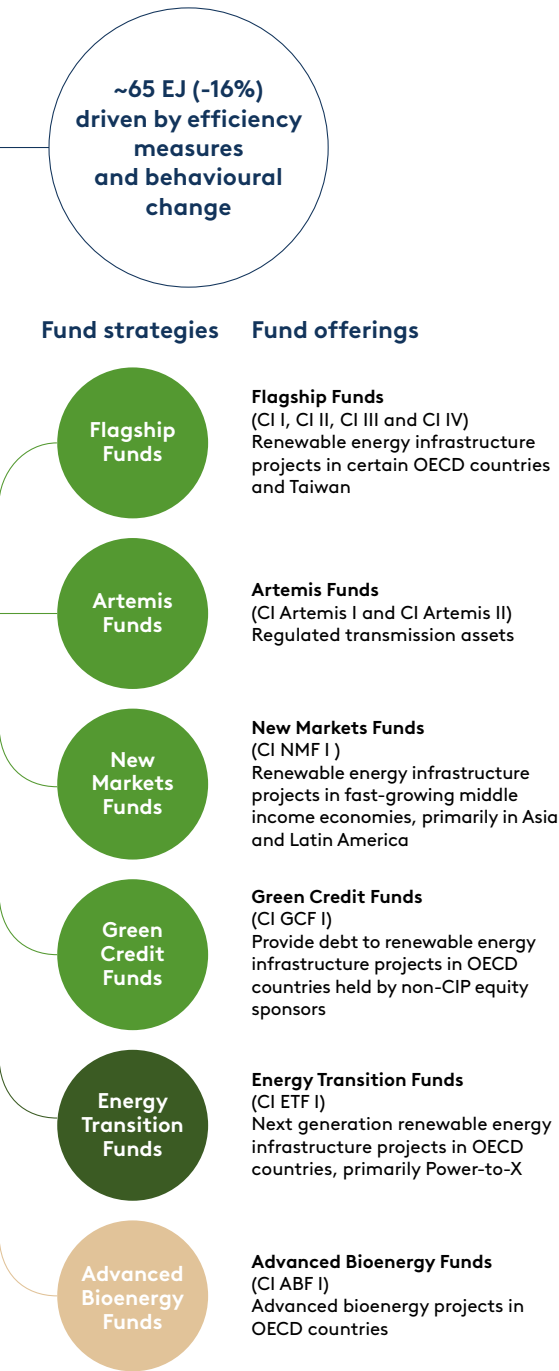 ~65 EJ (-16%)
driven by efficiency
measures
and behavioural
change
Fund strategies
Fund offerings
Flagship
Funds
Flagship Funds
(CI I, CI II, CI III and CI IV)
Renewable energy infrastructure
projects in certain OECD countries
and Taiwan
Artemis
Funds
Artemis Funds
(CI Artemis I and CI Artemis II)
Regulated transmission assets
New
Markets
Funds
New Markets Funds
(CI NMF I )
Renewable energy infrastructure
projects in fast-growing middle
income economies, primarily in Asia
and Latin America
Green
Credit
Funds
Green Credit Funds
(CI GCF I)
Provide debt to renewable energy
infrastructure projects in OECD
countries held by non-CIP equity
sponsors
Energy
Transition
Funds
Energy Transition Funds
(CI ETF I)
Next generation renewable energy
infrastructure projects in OECD
countries, primarily Power-to-X
Advanced
Bioenergy
Funds
Advanced Bioenergy Funds
(CI ABF I)
Advanced bioenergy projects in
OECD countries